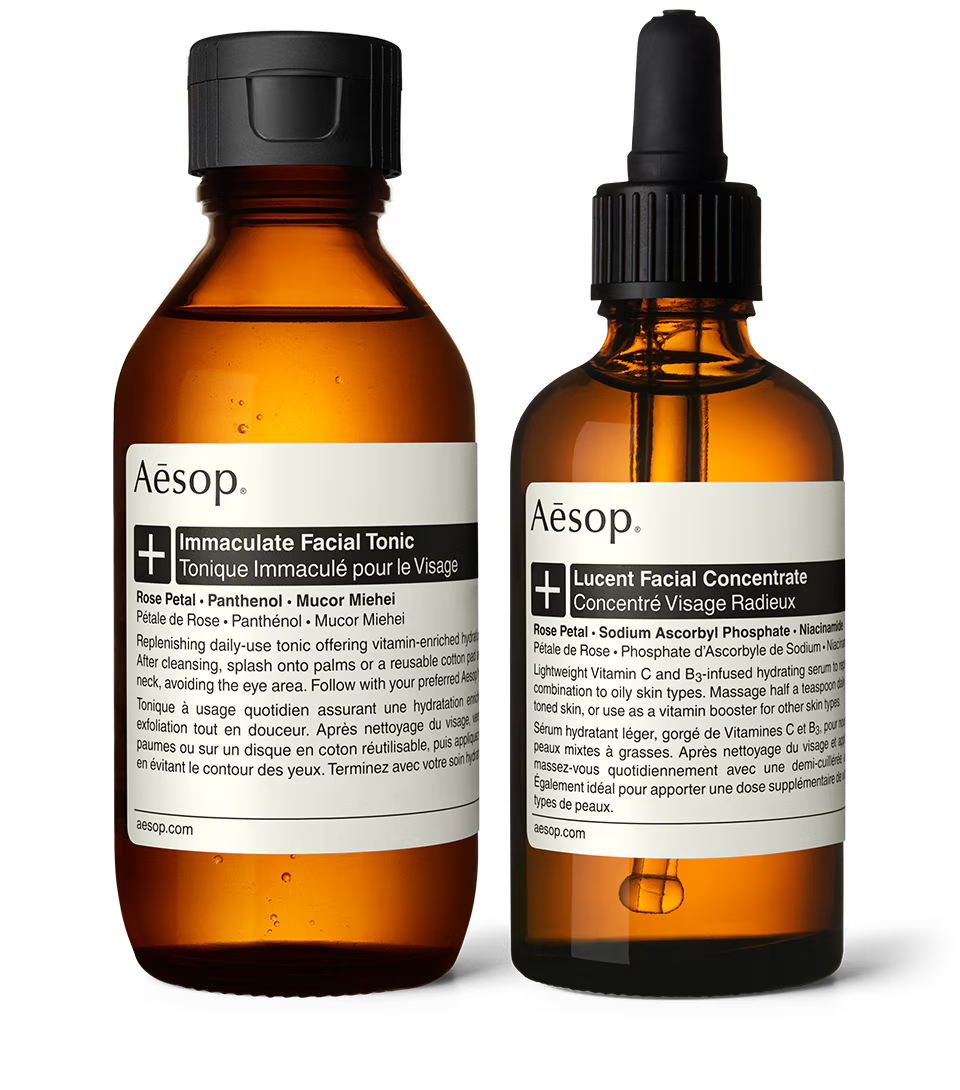 Aēsop®
Immaculate Facial Tonic
Tonique Immaculé pour le Visage
Rose Petal • Panthenol • Mucor Miehei
Pétale de Rose • Panthénol • Mucor Miehei
Replenishing daily-use tonic offering vitamin-enriched
After cleansing, splash onto palms or a reusable cotton pad
neck, avoiding the eye area. Follow with your preferred Aesop
Tonique à usage quotidien assurant une hydratation
exfoliation tout en douceur. Après nettoyage du visage,
paumes ou sur un disque en coton réutilisable, puis
en évitant le contour des yeux. Terminez avec votre soin
aesop.com
Aēsop®
Lucent Facial Concentrate
Concentré Visage Radieux
Rose Petal • Sodium Ascorbyl Phosphate • Niacinamide
Pétale de Rose • Phosphate d'Ascorbyle de Sodium •
Lightweight Vitamin C and B₃-infused hydrating serum to
combination to oily skin types. Massage half a teaspoon
toned skin, or use as a vitamin booster for other skin types.
Sérum hydratant léger, gorgé de Vitamines C et B₃, pour
peaux mixtes à grasses. Après nettoyage du visage et
massez-vous quotidiennement avec une demi-cuillérée
Également idéal pour apporter une dose supplémentaire de
types de peaux.
aesop.com